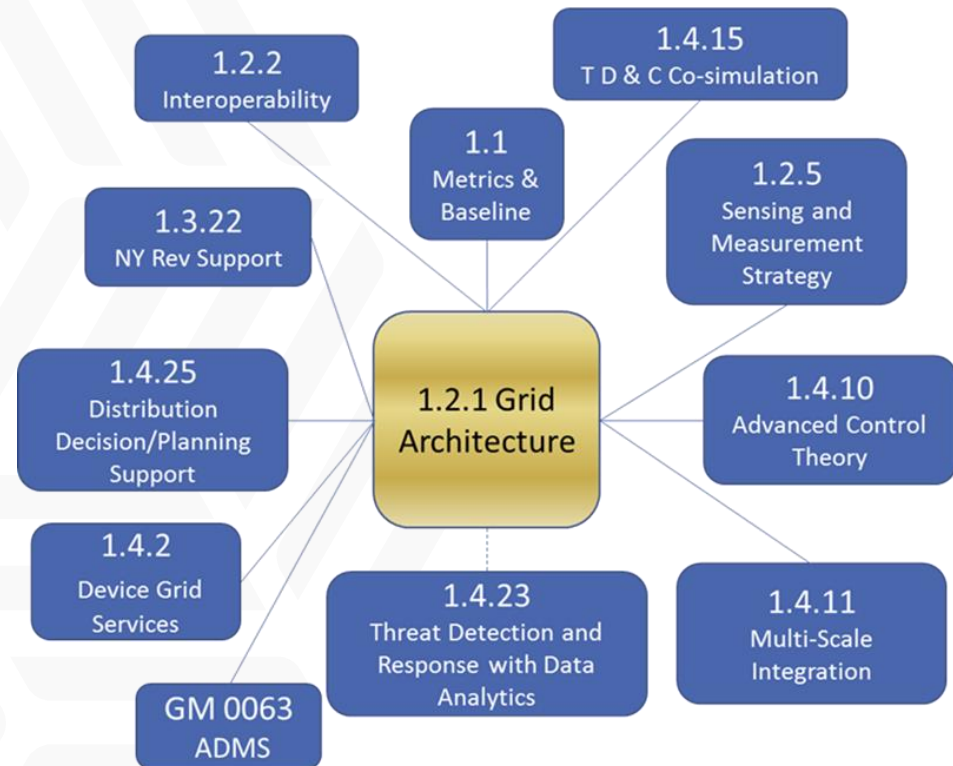 1.2.2
Interoperability
1.4.15
T D & C Co-simulation
1.1
Metrics &
Baseline
1.2.5
Sensing and
Measurement
Strategy
1.3.22
NY Rev Support
1.2.1 Grid
Architecture
1.4.25
Distribution
Decision/Planning
Support
1.4.10
Advanced Control
Theory
1.4.2
Device Grid
Services
1.4.23
Threat Detection and
Response with Data
Analytics
1.4.11
Multi-Scale
Integration
GM 0063
ADMS